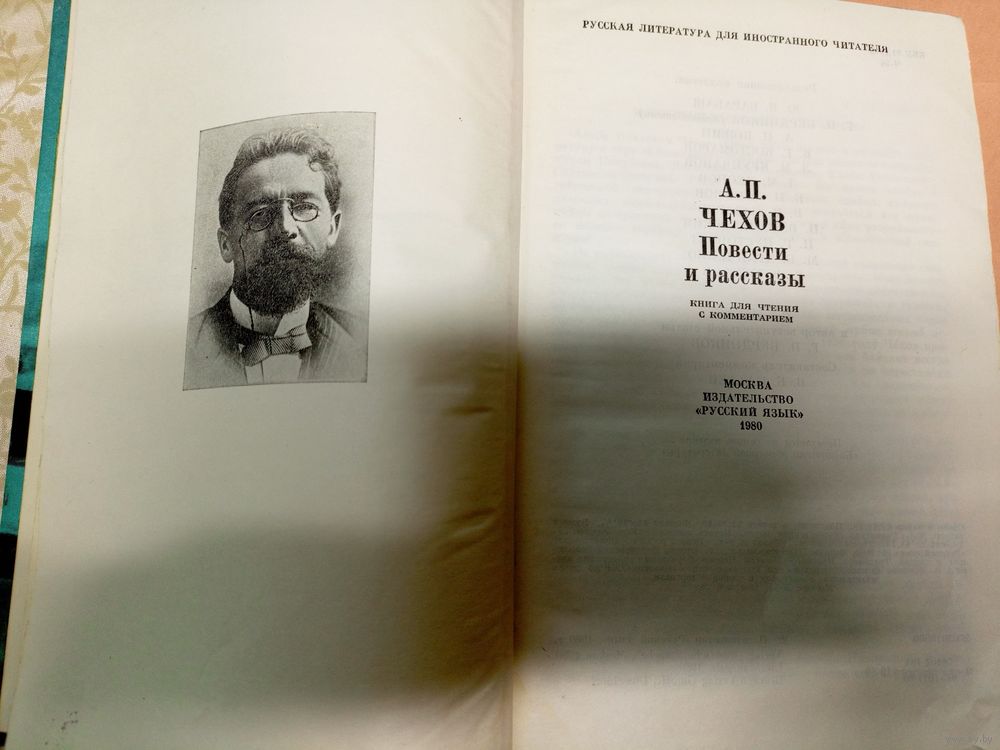 РУССКАЯ ЛИТЕРАТУРА ДЛЯ ИНОСТРАННОГО ЧИТАТЕЛЯ
А.П.
ЧЕХОВ
Повести
и рассказы
КНИГА ДЛЯ ЧТЕНИЯ
С КОММЕНТАРИЕМ
МОСКВА
ИЗДАТЕЛЬСТВО
«РУССКИЙ ЯЗЫК»
1980